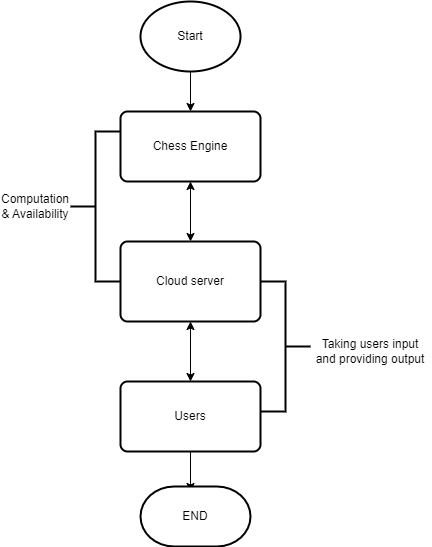 Start
Chess Engine
Computation
& Availability
Cloud server
Taking users input
and providing output
Users
END